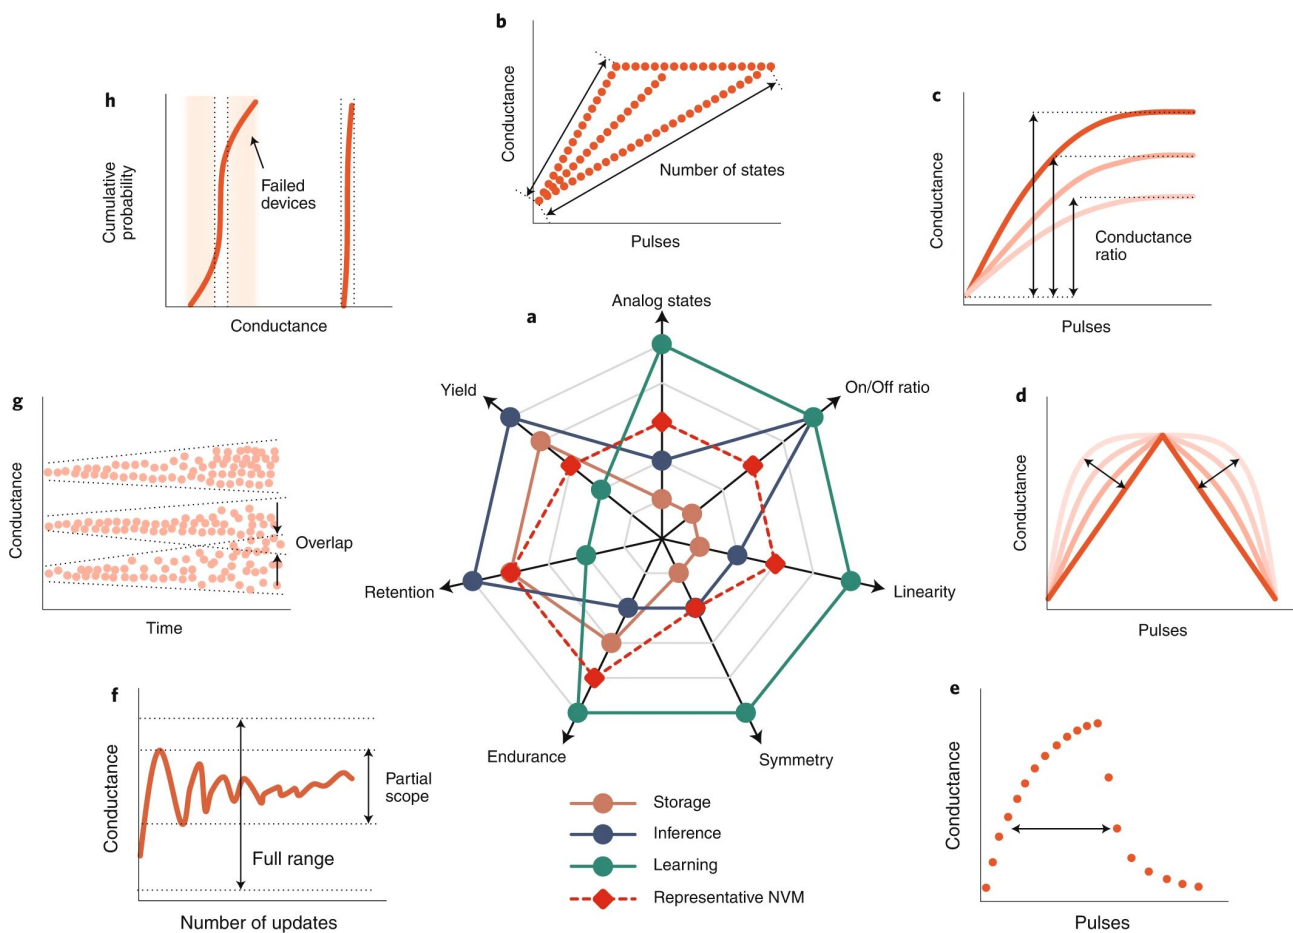 b
Conductance
Number of states
Pulses
h
Cumulative
probability
Failed
devices
Conductance
c
Conductance
Conductance
ratio
Pulses
a
Analog states
Yield
On/Off ratio
Retention
Linearity
Endurance
Symmetry
g
Conductance
Overlap
Time
d
Conductance
Pulses
f
Conductance
Partial
scope
Full range
Number of updates
e
Conductance
Pulses
Storage
Inference
Learning
Representative NVM